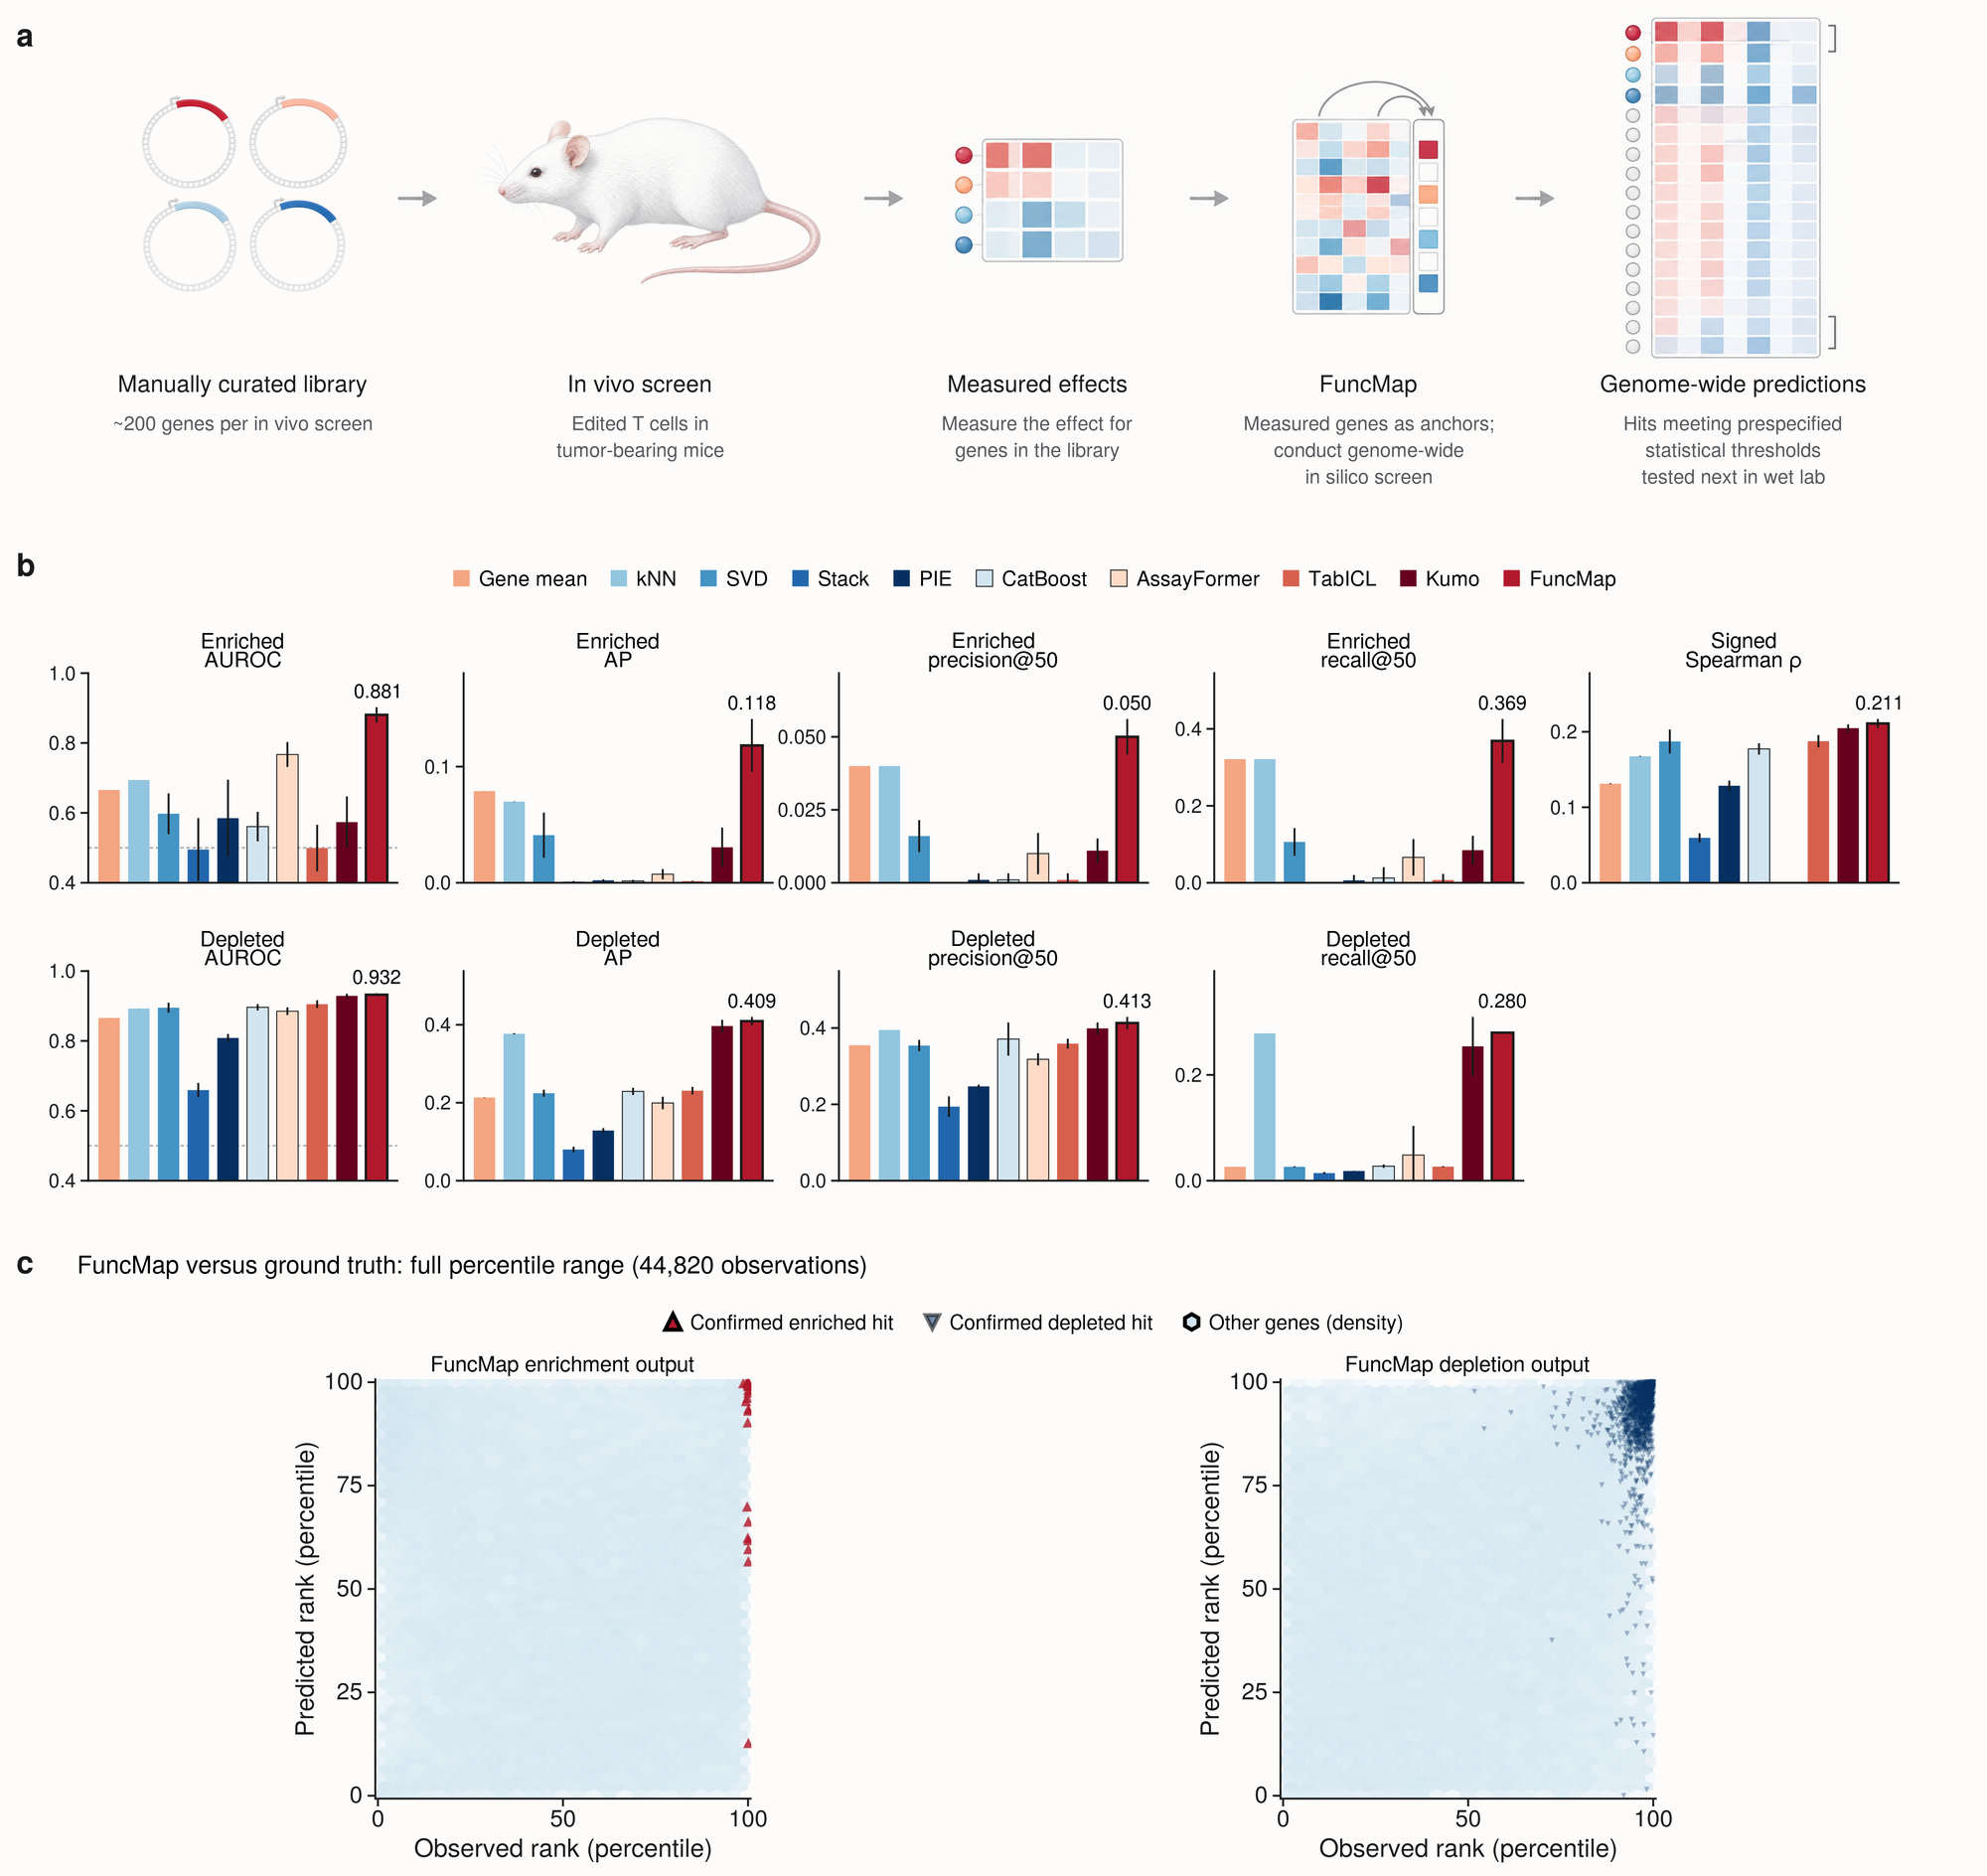 a
Manually curated library
~200 genes per in vivo screen
In vivo screen
Edited T cells in
tumor-bearing mice
Measured effects
Measure the effect for
genes in the library
FuncMap
Measured genes as anchors;
conduct genome-wide
in silico screen
Genome-wide predictions
Hits meeting prespecified
statistical thresholds
tested next in wet lab
b
Gene mean kNN SVD Stack PIE CatBoost AssayFormer TabICL Kumo FuncMap
Enriched
AUROC
1.0
0.8
0.6
0.4
0.881
Enriched
AP
0.1
0.0
0.118
Enriched
precision@50
0.050
0.025
0.000
0.050
Enriched
recall@50
0.4
0.2
0.0
0.369
Signed
Spearman ρ
0.2
0.1
0.0
0.211
Depleted
AUROC
1.0
0.8
0.6
0.4
0.932
Depleted
AP
0.4
0.2
0.0
0.409
Depleted
precision@50
0.4
0.2
0.0
0.413
Depleted
recall@50
0.2
0.0
0.280
c
FuncMap versus ground truth: full percentile range (44,820 observations)
Confirmed enriched hit Confirmed depleted hit Other genes (density)
FuncMap enrichment output
Predicted rank (percentile)
100
75
50
25
0
0 50 100
Observed rank (percentile)
FuncMap depletion output
Predicted rank (percentile)
100
75
50
25
0
0 50 100
Observed rank (percentile)